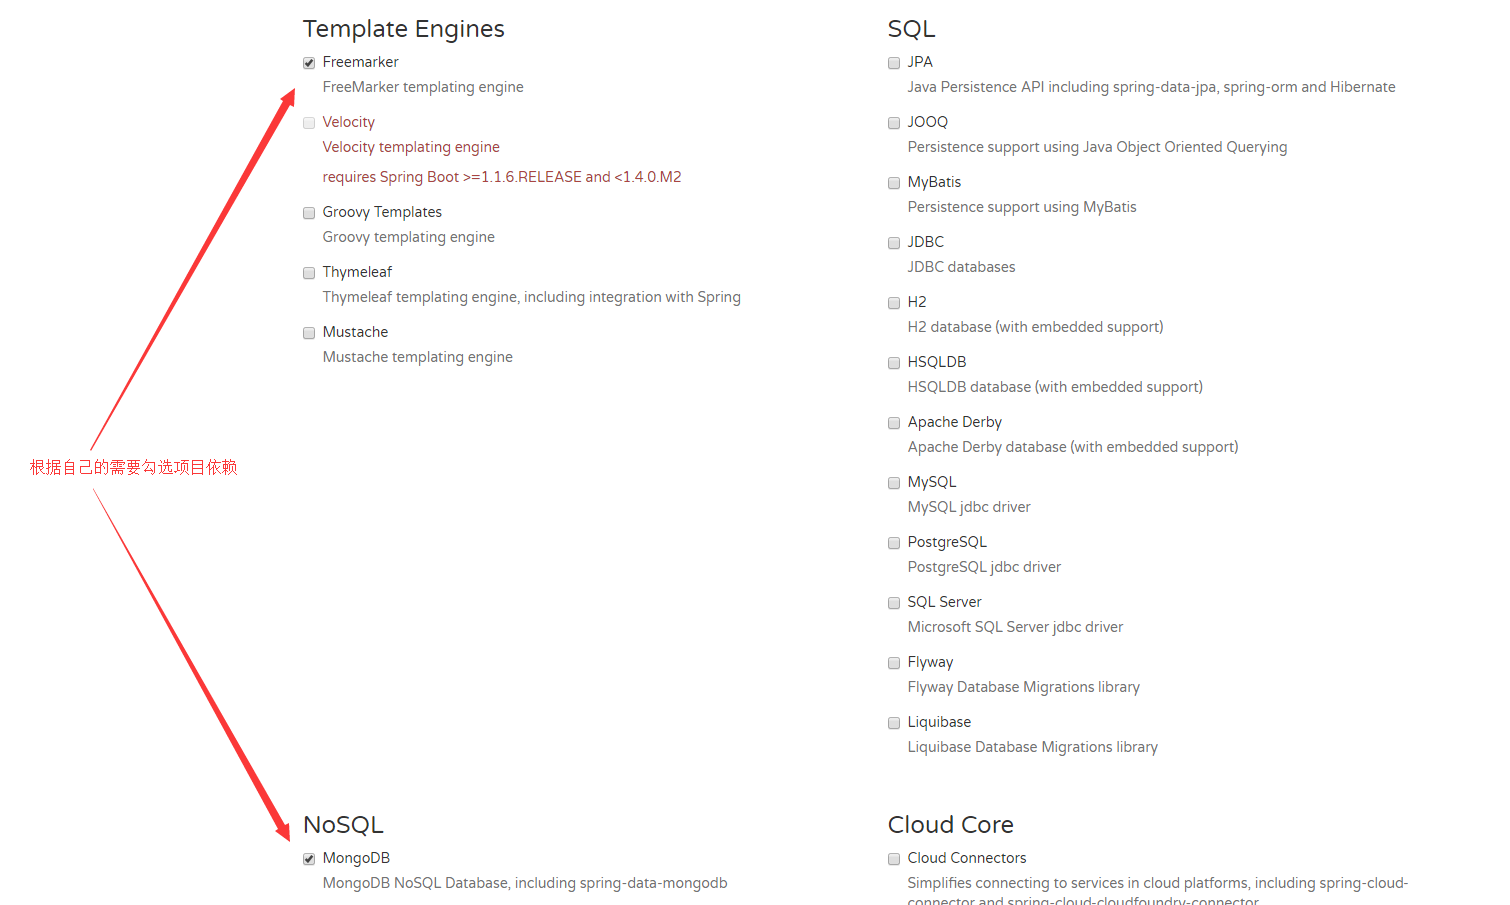 Template Engines
Freemarker
FreeMarker templating engine
Velocity
Velocity templating engine
requires Spring Boot >=1.1.6.RELEASE and <1.4.0.M2
Groovy Templates
Groovy templating engine
Thymeleaf
Thymeleaf templating engine, including integration with Spring
Mustache
Mustache templating engine
根据自己的需要勾选项目依赖
SQL
JPA
Java Persistence API including spring-data-jpa, spring-orm and Hibernate
JOOQ
Persistence support using Java Object Oriented Querying
MyBatis
Persistence support using MyBatis
JDBC
JDBC databases
H2
H2 database (with embedded support)
HSQLDB
HSQLDB database (with embedded support)
Apache Derby
Apache Derby database (with embedded support)
MySQL
MySQL jdbc driver
PostgreSQL
PostgreSQL jdbc driver
SQL Server
Microsoft SQL Server jdbc driver
Flyway
Flyway Database Migrations library
Liquibase
Liquibase Database Migrations library
NoSQL
MongoDB
MongoDB NoSQL Database, including spring-data-mongodb
Cloud Core
Cloud Connectors
Simplifies connecting to services in cloud platforms, including spring-cloud-
connector and spring-cloud-cloudfoundry-connector